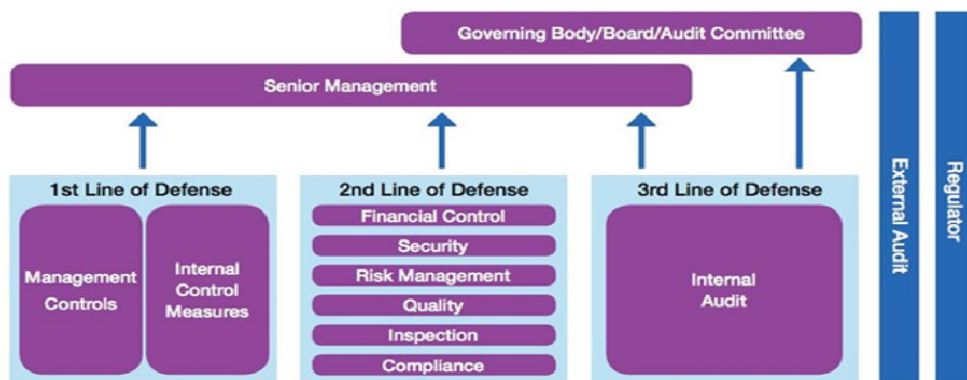 Governing Body/Board/Audit Committee
Senior Management
1st Line of Defense
Management
Controls
Internal
Control
Measures
2nd Line of Defense
Financial Control
Security
Risk Management
Quality
Inspection
Compliance
3rd Line of Defense
Internal
Audit
External Audit
Regulator